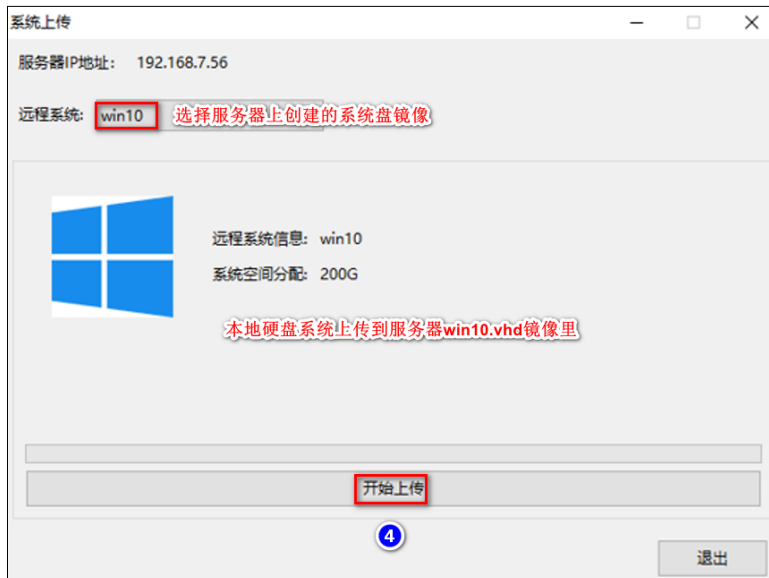 系统上传
服务器IP地址： 192.168.7.56
远程系统: win10 选择服务器上创建的系统盘镜像
远程系统信息: win10
系统空间分配: 200G
本地硬盘系统上传到服务器win10.vhd镜像里
开始上传
4
退出